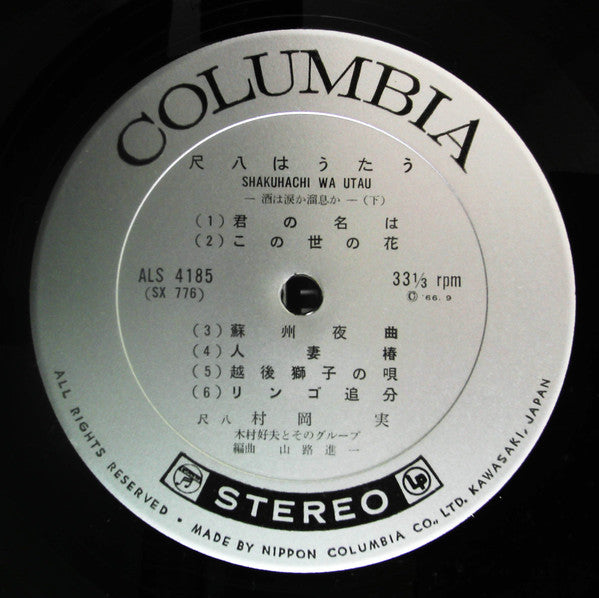 COLUMBIA
尺八はうたう
SHAKUHACHI WA UTAU
— 酒は涙か溜息か —(下)
(1)君の名は
(2)この世の花
ALS 4185
(SX 776)
33⅓ rpm
Ⓒ '66. 9
(3)蘇州夜曲
(4)人妻椿
(5)越後獅子の唄
(6)リンゴ追分
尺八 村岡実
木村好夫とそのグループ
編曲 山路進一
STEREO
LP
ALL RIGHTS RESERVED • MADE BY NIPPON COLUMBIA CO., LTD. KAWASAKI, JAPAN